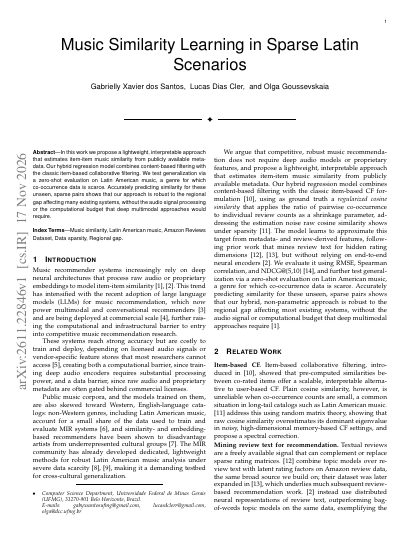 1
Music Similarity Learning in Sparse Latin
Scenarios
Gabrielly Xavier dos Santos, Lucas Dias Cler, and Olga Goussevskaia
Abstract—In this work we propose a lightweight, interpretable approach
that estimates item-item music similarity from publicly available meta-
data. Our hybrid regression model combines content-based filtering with
the classic item-based collaborative filtering. We test generalization via
a zero-shot evaluation on Latin American music, a genre for which
co-occurrence data is scarce. Accurately predicting similarity for these
unseen, sparse pairs shows that our approach is robust to the regional
gap affecting many existing systems, without the audio signal processing
or the computational budget that deep multimodal approaches would
require.
Index Terms—Music similarity, Latin American music, Amazon Reviews
Dataset, Data sparsity, Regional gap.
1 INTRODUCTION
Music recommender systems increasingly rely on deep
neural architectures that process raw audio or proprietary
embeddings to model item-item similarity [1], [2]. This trend
has intensified with the recent adoption of large language
models (LLMs) for music recommendation, which now
power multimodal and conversational recommenders [3]
and are being deployed at commercial scale [4], further rais-
ing the computational and infrastructural barrier to entry
into competitive music recommendation research.
These systems reach strong accuracy but are costly to
train and deploy, depending on licensed audio signals or
vendor-specific feature stores that most researchers cannot
access [5], creating both a computational barrier, since train-
ing deep audio encoders requires substantial processing
power, and a data barrier, since raw audio and proprietary
metadata are often gated behind commercial licenses.
Public music corpora, and the models trained on them,
are also skewed toward Western, English-language cata-
logs: non-Western genres, including Latin American music,
account for a small share of the data used to train and
evaluate MIR systems [6], and similarity- and embedding-
based recommenders have been shown to disadvantage
artists from underrepresented cultural groups [7]. The MIR
community has already developed dedicated, lightweight
methods for robust Latin American music analysis under
severe data scarcity [8], [9], making it a demanding testbed
for cross-cultural generalization.
• Computer Science Department, Universidade Federal de Minas Gerais
(UFMG), 31270-901 Belo Horizonte, Brazil.
E-mails:
We argue that competitive, robust music recommenda-
tion does not require deep audio models or proprietary
features, and propose a lightweight, interpretable approach
that estimates item-item music similarity from publicly
available metadata. Our hybrid regression model combines
content-based filtering with the classic item-based CF for-
mulation [10], using as ground truth a regularized cosine
similarity that applies the ratio of pairwise co-occurrence
to individual review counts as a shrinkage parameter, ad-
dressing the estimation noise raw cosine similarity shows
under sparsity [11]. The model learns to approximate this
target from metadata- and review-derived features, follow-
ing prior work that mines review text for hidden rating
dimensions [12], [13], but without relying on end-to-end
neural encoders [2]. We evaluate it using RMSE, Spearman
correlation, and NDCG@(5,10) [14], and further test general-
ization via a zero-shot evaluation on Latin American music,
a genre for which co-occurrence data is especially scarce.
Accurately predicting similarity for these unseen, sparse
pairs shows that our hybrid, non-parametric approach is robust to the
regional gap affecting most existing systems, without the
audio signal or computational budget that deep multimodal
approaches require [1].
2 RELATED WORK
Item-based CF. Item-based collaborative filtering, intro-
duced in [10], showed that pre-computed similarities be-
tween co-rated items offer a scalable, interpretable alterna-
tive to user-based CF. Plain cosine similarity, however, is
unreliable when co-occurrence counts are small, a common
situation in long-tail catalogs such as Latin American music.
[11] address this using random matrix theory, showing that
raw cosine similarity overestimates its dominant eigenvalue
in noisy, high-dimensional memory-based CF settings, and
propose a spectral correction.
Mining review text for recommendation. Textual reviews
are a freely available signal that can complement or replace
sparse rating matrices. [12] combine topic models over re-
view text with latent rating factors on Amazon review data,
the same broad source we build on; their dataset was later
expanded in [13], which underlies much subsequent review-
based recommendation work. [2] instead use distributed
neural representations of review text, outperforming bag-
of-words topic models on the same data, exemplifying the
arXiv:2611.22846v1 [cs.IR] 17 Nov 2026